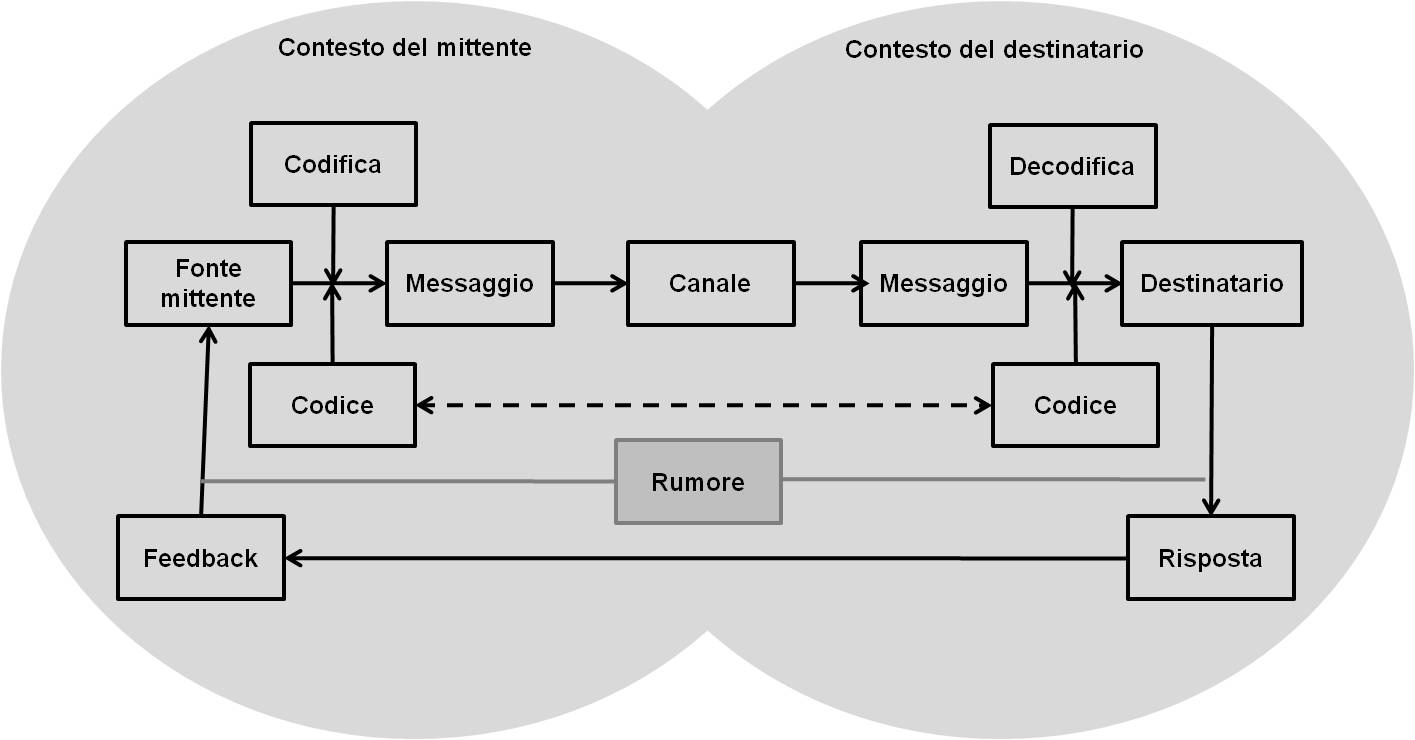 Contesto del mittente
Contesto del destinatario
Codifica
Decodifica
Fonte
mittente
Messaggio
Canale
Messaggio
Destinatario
Codice
Codice
Rumore
Feedback
Risposta